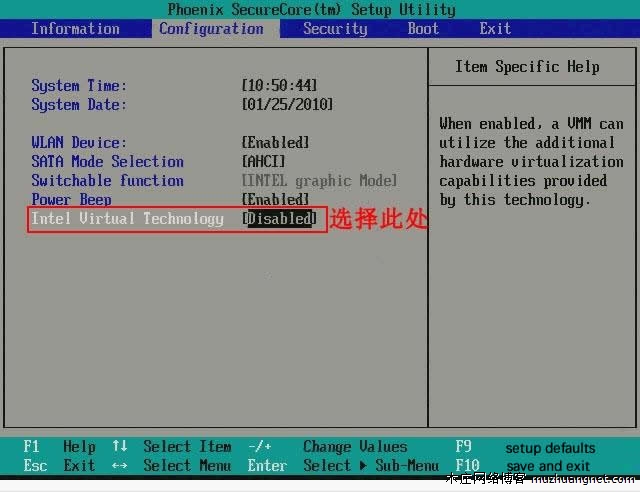 Phoenix SecureCore(tm) Setup Utility
Information Configuration Security Boot Exit
Item Specific Help
System Time: [10:50:44]
System Date: [01/25/2010]
WLAN Device: [Enabled]
SATA Mode Selection [AHCI]
Switchable function [INTEL graphic Mode]
Power Beep [Enabled]
Intel Virtual Technology [Disabled] 选择此处
When enabled, a VMM can
utilize the additional
hardware virtualization
capabilities provided
by this technology.
F1 Help ↑↓ Select Item -/+ Change Values F9 setup defaults
Esc Exit ↔ Select Menu Enter Select ▶ Sub-Menu F10 save and exit
木庄网络博客 muzhuangnet.com